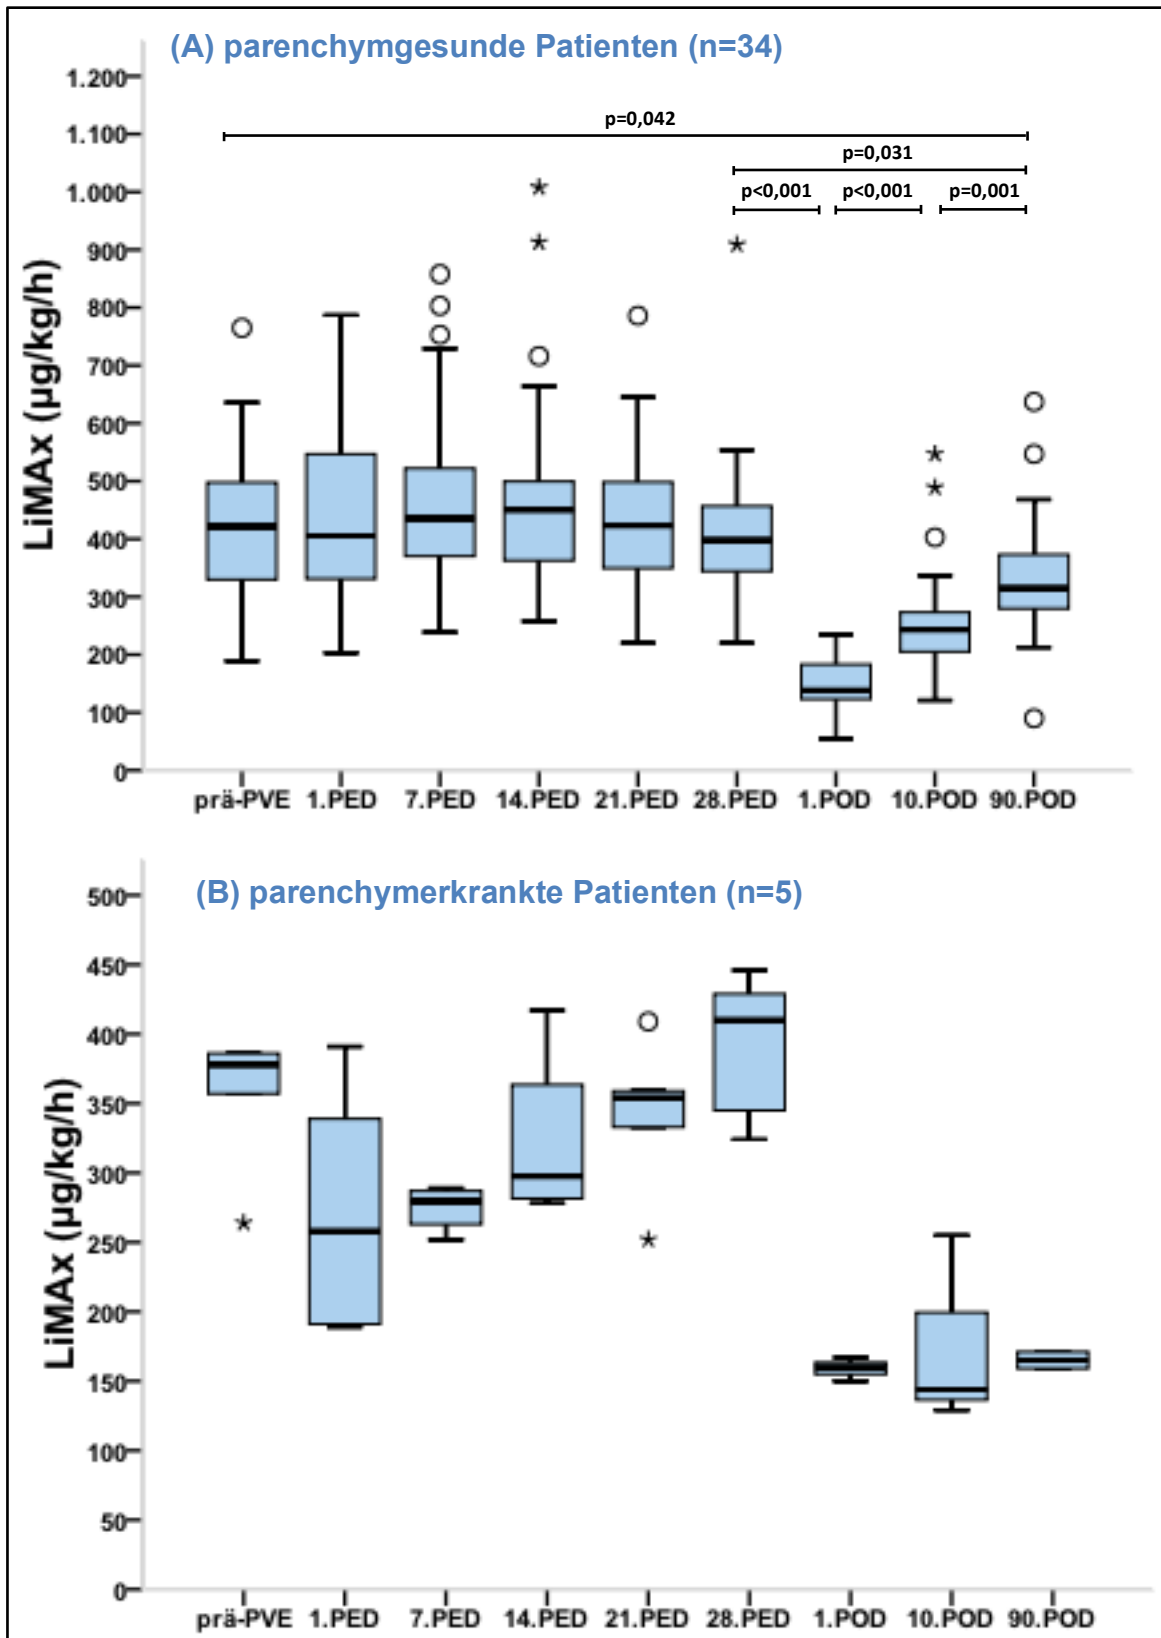 (A) parenchymgesunde Patienten (n=34)
LiMAx (µg/kg/h)
1.200
1.100
1.000
900
800
700
600
500
400
300
200
100
0
p=0,042
p=0,031
p<0,001 p<0,001 p=0,001
prä-PVE 1.PED 7.PED 14.PED 21.PED 28.PED 1.POD 10.POD 90.POD
(B) parenchymerkrankte Patienten (n=5)
LiMAx (µg/kg/h)
500
450
400
350
300
250
200
150
100
50
0
prä-PVE 1.PED 7.PED 14.PED 21.PED 28.PED 1.POD 10.POD 90.POD